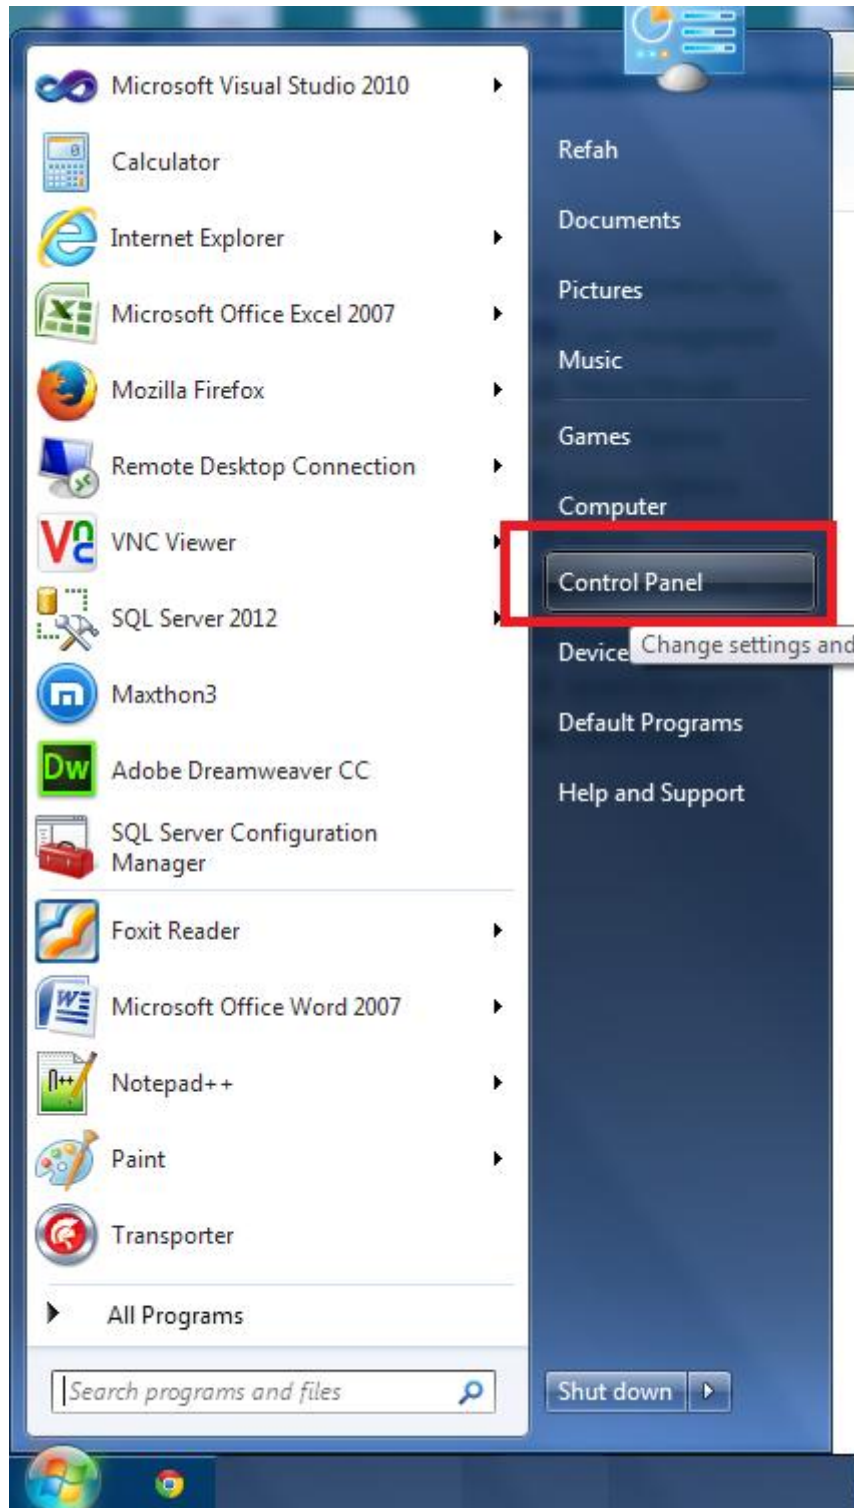 Microsoft Visual Studio 2010
Calculator
Internet Explorer
Microsoft Office Excel 2007
Mozilla Firefox
Remote Desktop Connection
VNC Viewer
SQL Server 2012
Maxthon3
Dw
Adobe Dreamweaver CC
SQL Server Configuration
Manager
Foxit Reader
Microsoft Office Word 2007
Notepad++
Paint
Transporter
All Programs
Search programs and files
Refah
Documents
Pictures
Music
Games
Computer
Control Panel
Device
Change settings and
Default Programs
Help and Support
Shut down